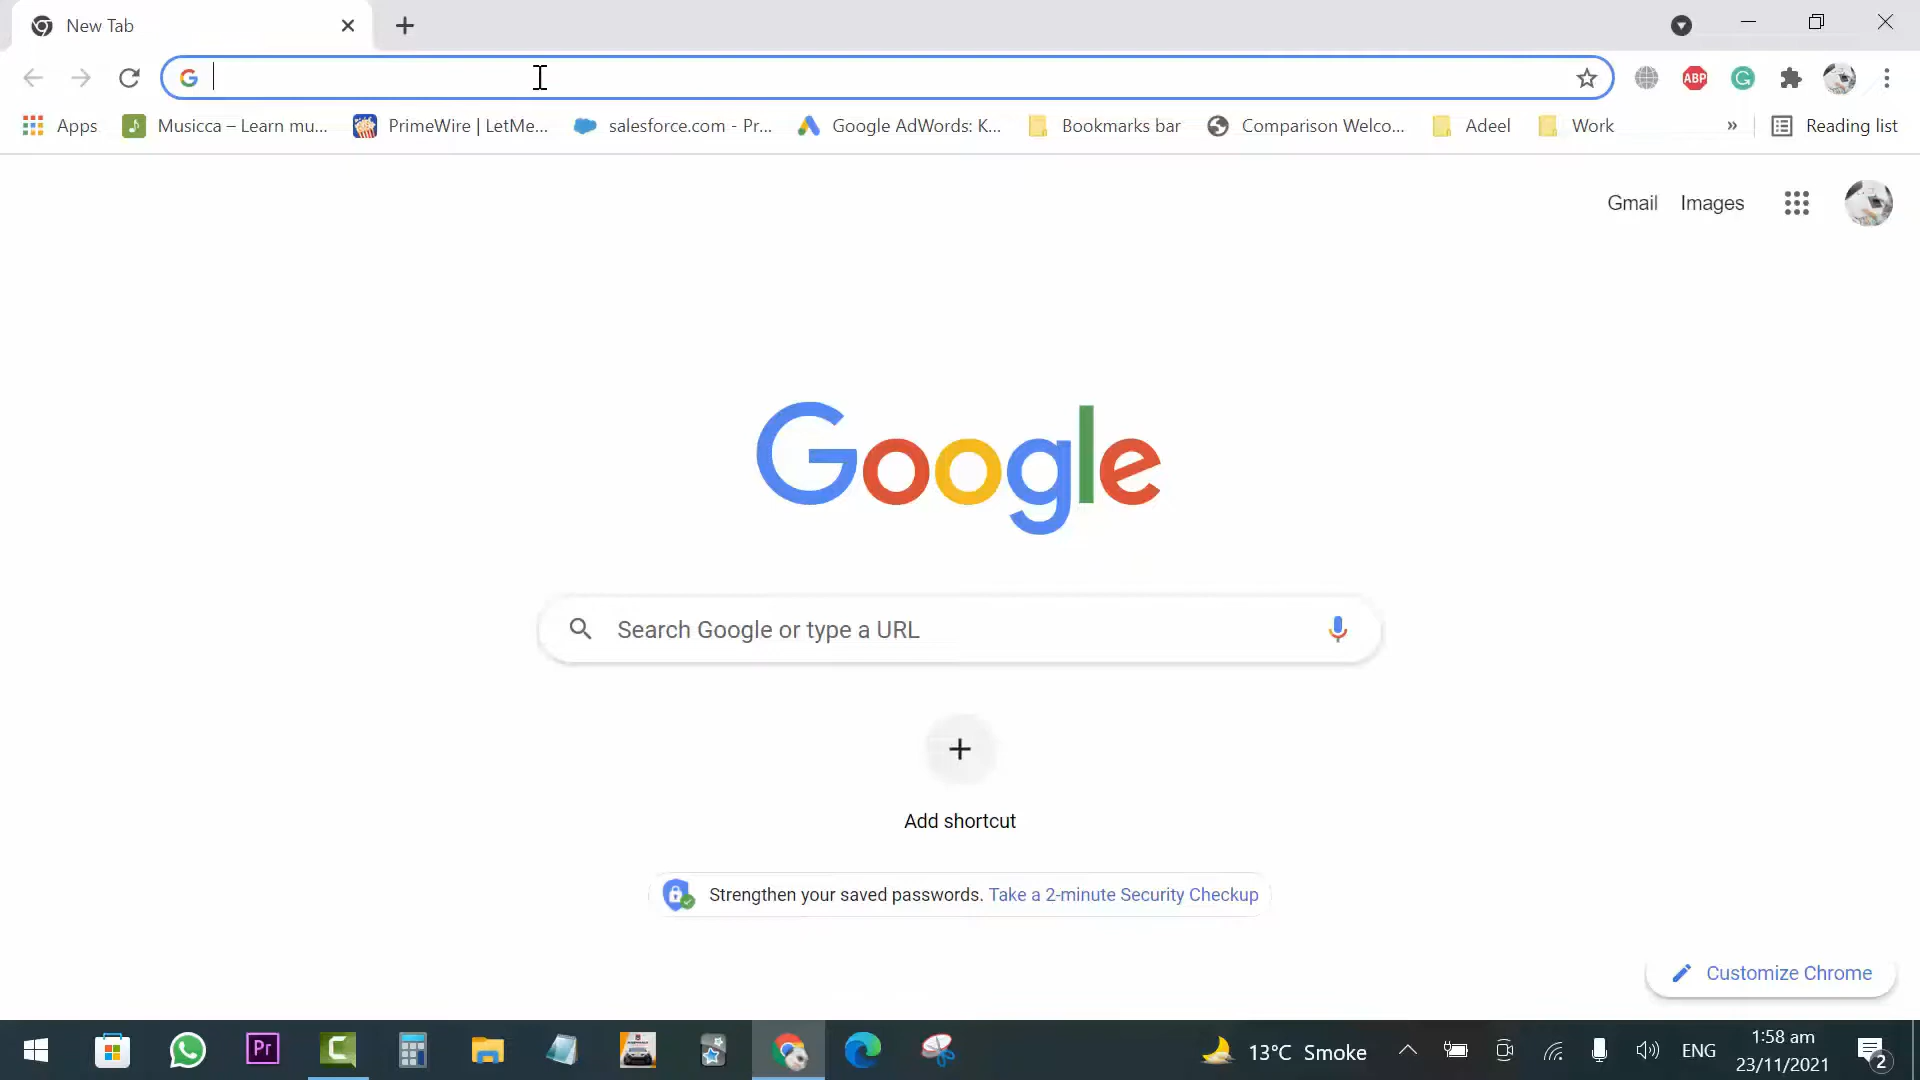 New Tab
ABP
Apps
Musicca – Learn mu...
PrimeWire | LetMe...
salesforce.com - Pr...
Google AdWords: K...
Bookmarks bar
Comparison Welco...
Adeel
Work
»
Reading list
Gmail
Images
Google
Search Google or type a URL
Add shortcut
Strengthen your saved passwords. Take a 2-minute Security Checkup
Customize Chrome
Pr
13°C Smoke
ENG
1:58 am
23/11/2021
2